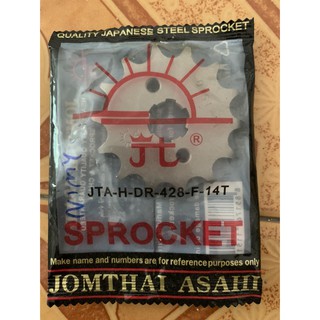 QUALITY JAPANESE STEEL SPROCKET
®
JTA-H-DR-428-F-14T
SPROCKET
Make name and numbers are for reference purposes only
JOMTHAI ASAHI